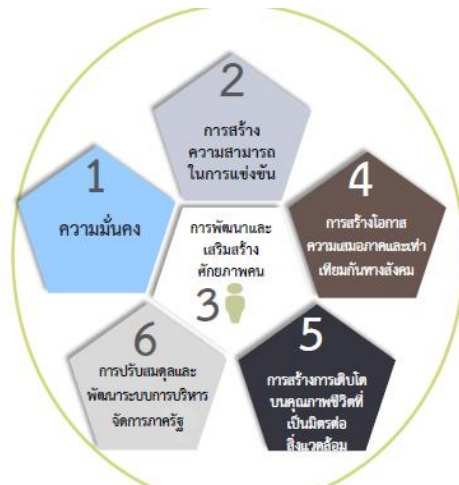 1
ความมั่นคง
2
การสร้าง
ความสามารถ
ในการแข่งขัน
การพัฒนาและ
เสริมสร้าง
ศักยภาพคน
3
4
การสร้างโอกาส
ความเสมอภาคและเท่า
เทียมกันทางสังคม
5
การสร้างการเติบโต
บนคุณภาพชีวิตที่
เป็นมิตรต่อ
สิ่งแวดล้อม
6
การปรับสมดุลและ
พัฒนาระบบการบริหาร
จัดการภาครัฐ